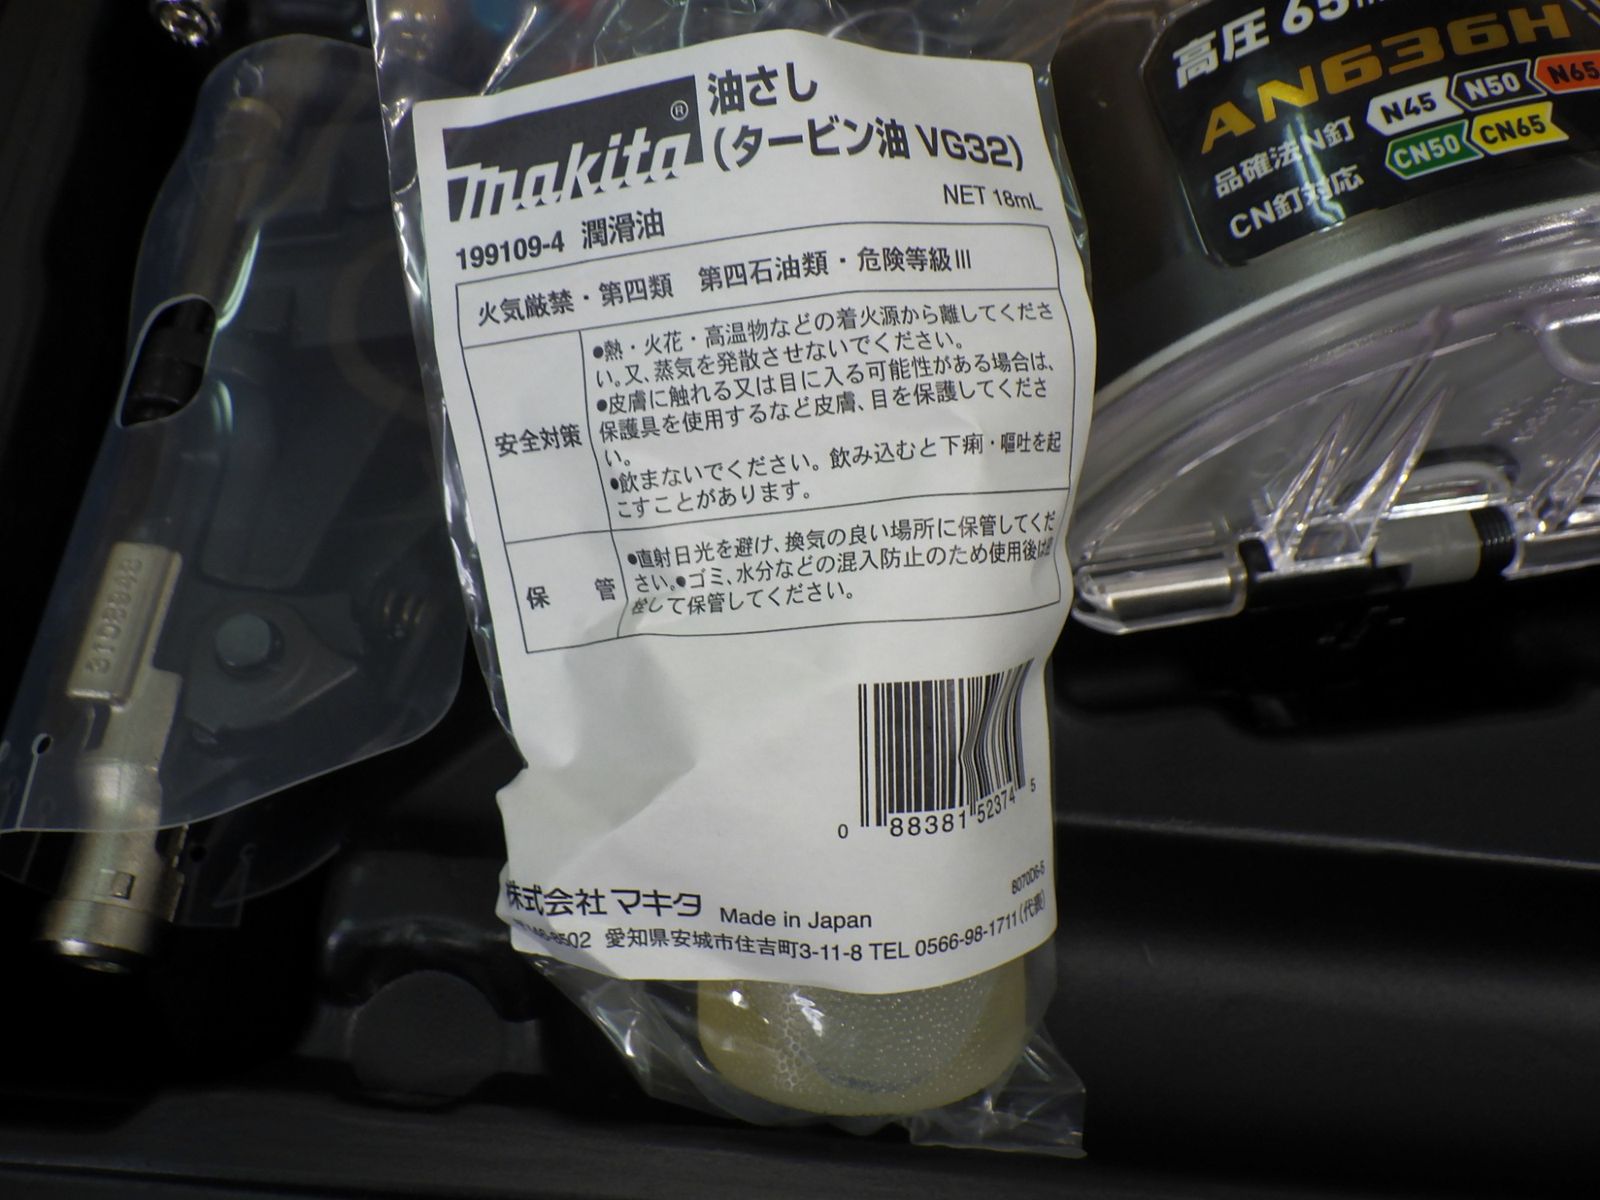 makita®
油さし
(タービン油 VG32)
NET 18mL
199109-4 潤滑油
火気厳禁・第四類 第四石油類・危険等級III
安全対策
●熱・火花・高温物などの着火源から離してくださ
い。又、蒸気を発散させないでください。
●皮膚に触れる又は目に入る可能性がある場合は、
保護具を使用するなど皮膚、目を保護してくださ
い。
●飲まないでください。飲み込むと下痢・嘔吐を起
こすことがあります。
保管
●直射日光を避け、換気の良い場所に保管してくだ
さい。●ゴミ、水分などの混入防止のため使用後は
栓して保管してください。
0 88381 52374 5
8070D6-5
株式会社 マキタ Made in Japan
8502 愛知県安城市住吉町3-11-8 TEL 0566-98-1711(代表)
高圧 65
AN636H
N45 N50 N65
品確法N釘
CN釘対応
CN50 CN65
3108948